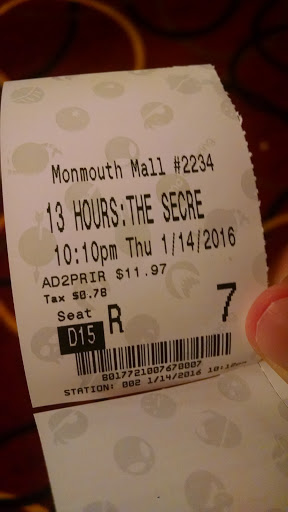 Monmouth Mall #2234
13 HOURS:THE SECRE
10:10pm Thu 1/14/2016
AD2PRIR $11.97
Tax $0.78
Seat
D15 R 7
8017721007670007
STATION: 002 1/14/2016